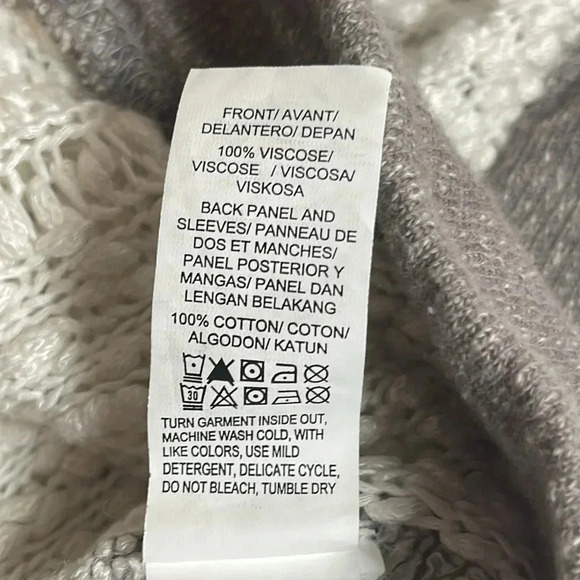 FRONT/ AVANT/
DELANTERO/ DEPAN
100% VISCOSE/
VISCOSE / VISCOSA/
VISKOSA
BACK PANEL AND
SLEEVES/ PANNEAU DE
DOS ET MANCHES/
PANEL POSTERIOR Y
MANGAS/ PANEL DAN
LENGAN BELAKANG
100% COTTON/ COTON/
ALGODON/ KATUN
30
TURN GARMENT INSIDE OUT,
MACHINE WASH COLD, WITH
LIKE COLORS, USE MILD
DETERGENT, DELICATE CYCLE,
DO NOT BLEACH, TUMBLE DRY